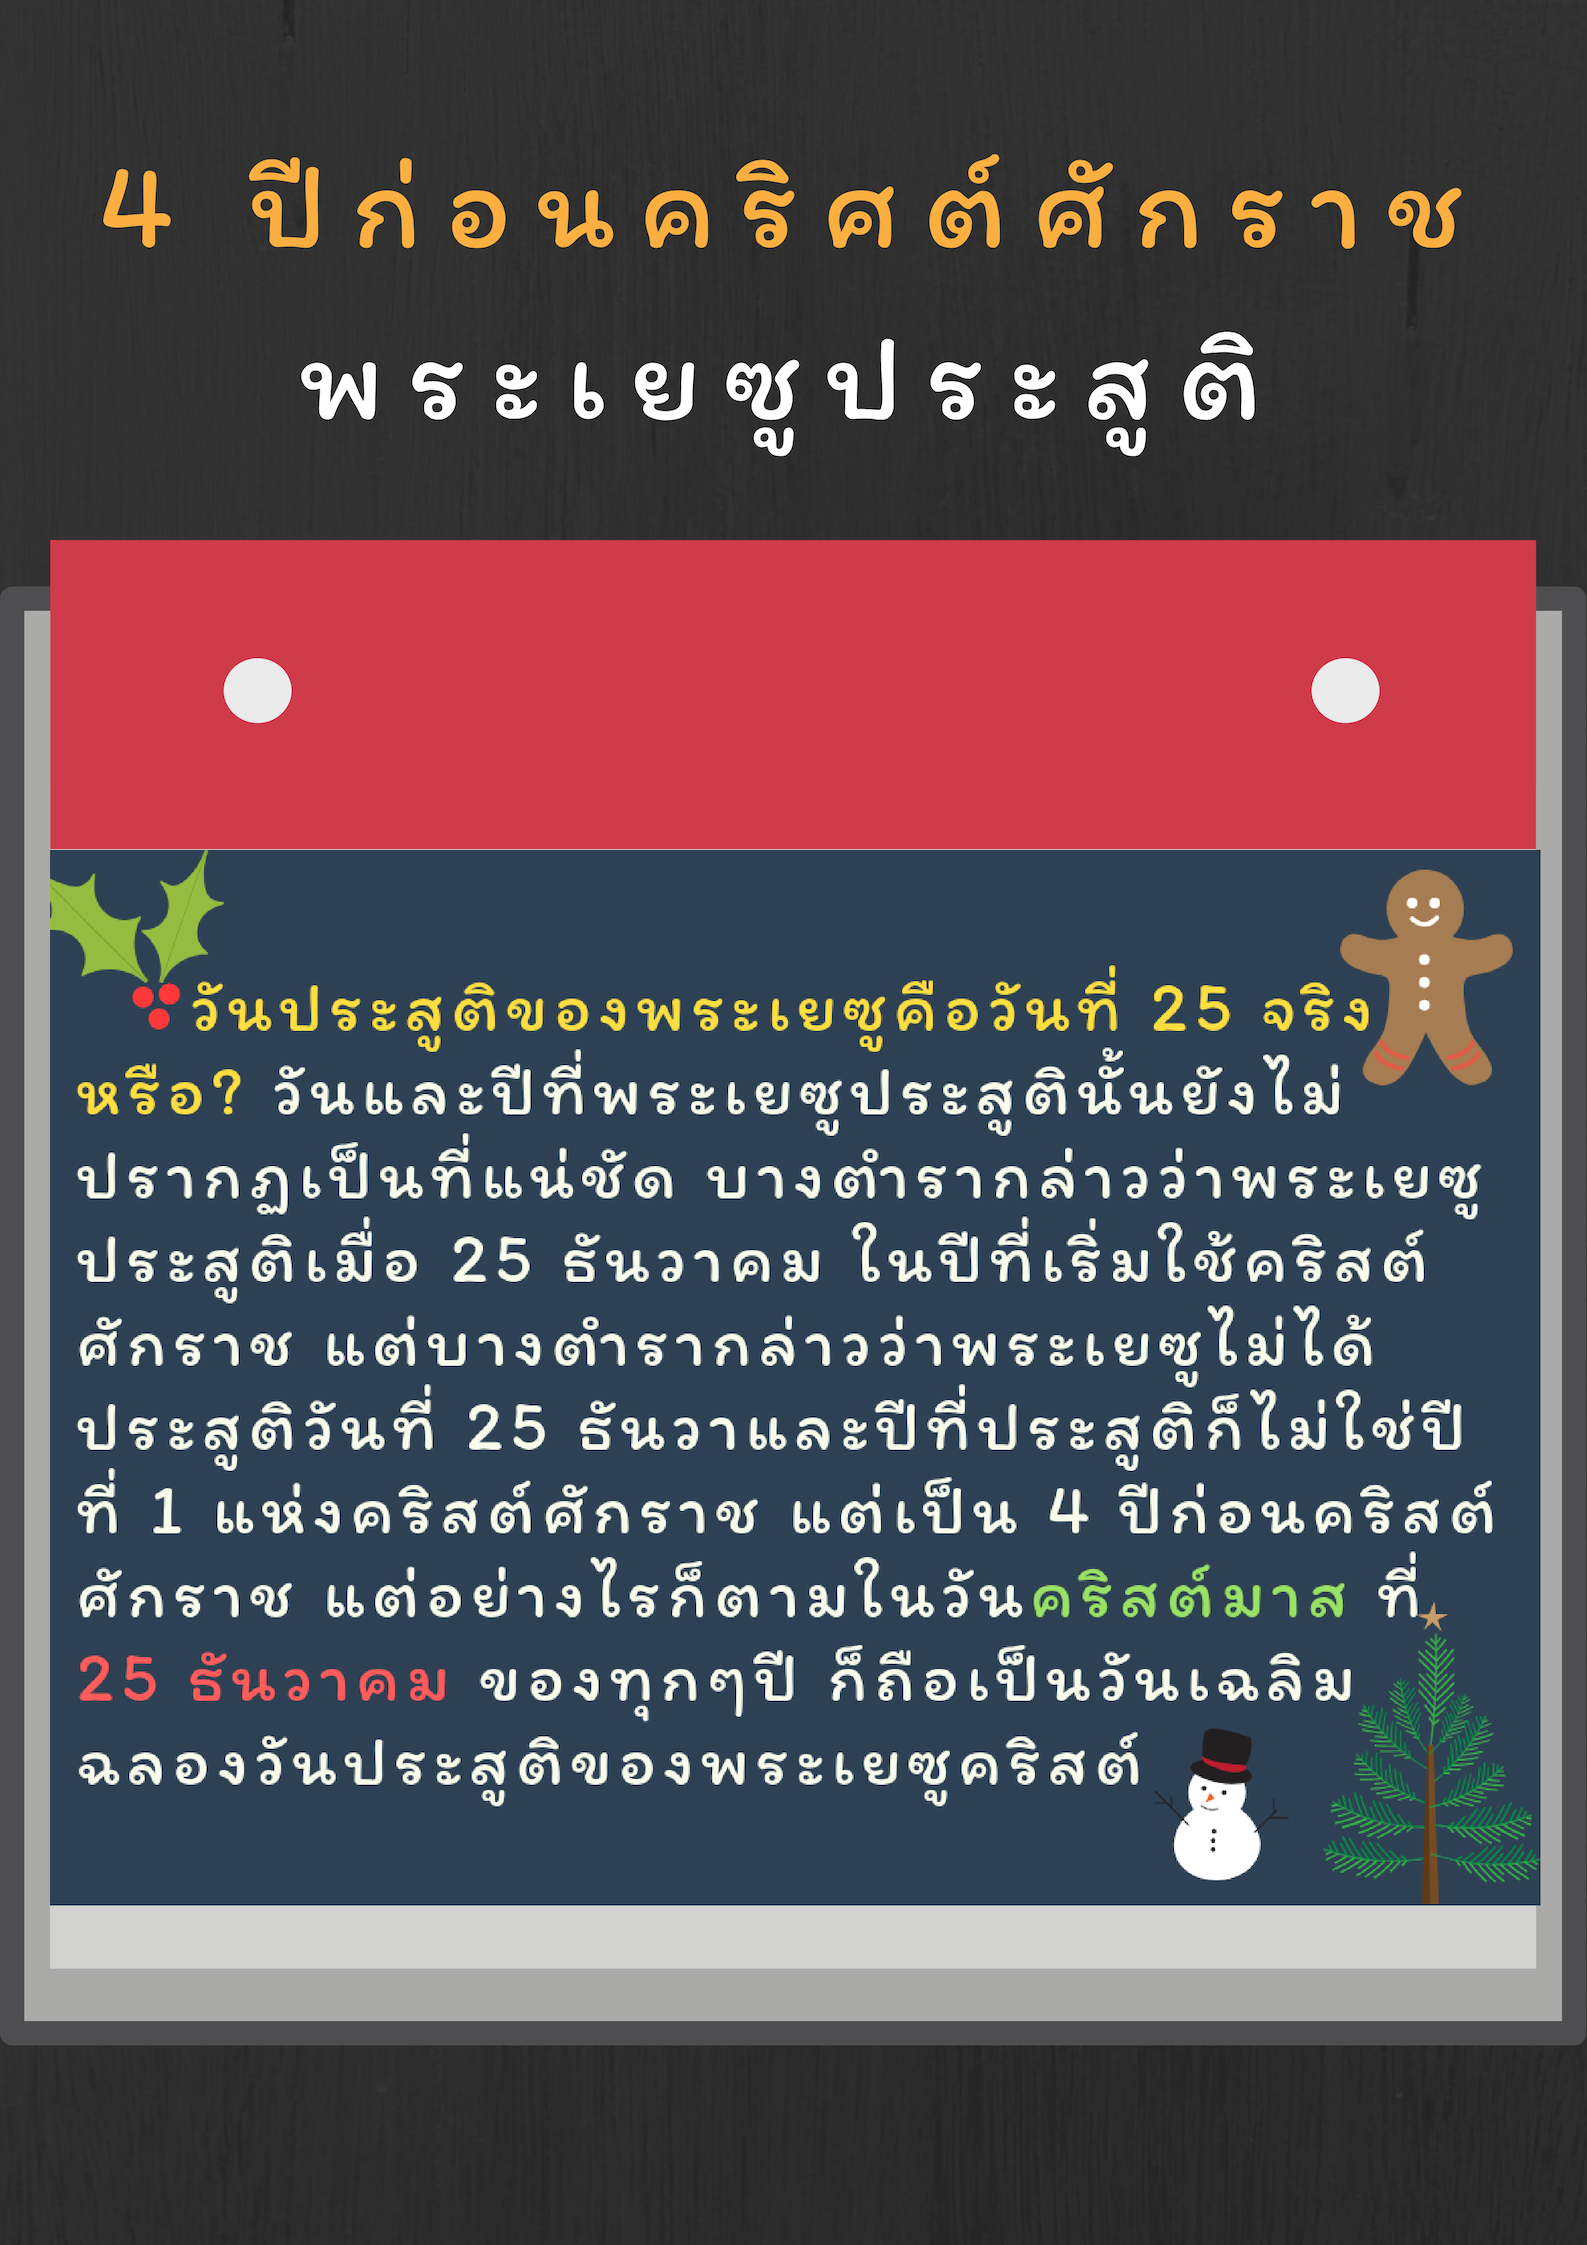 4 ปีก่อนคริศต์ศักราช
พระเยซูประสูติ
วันประสูติของพระเยซูคือวันที่ 25 จริง
หรือ? วันและปีที่พระเยซูประสูตินั้นยังไม่
ปรากฏเป็นที่แน่ชัด บางตำรากล่าวว่าพระเยซู
ประสูติเมื่อ 25 ธันวาคม ในปีที่เริ่มใช้คริสต์
ศักราช แต่บางตำรากล่าวว่าพระเยซูไม่ได้
ประสูติวันที่ 25 ธันวาและปีที่ประสูติก็ไม่ใช่ปี
ที่ 1 แห่งคริสต์ศักราช แต่เป็น 4 ปีก่อนคริสต์
ศักราช แต่อย่างไรก็ตามในวันคริสต์มาส ที่
25 ธันวาคม ของทุกๆปี ก็ถือเป็นวันเฉลิม
ฉลองวันประสูติของพระเยซูคริสต์